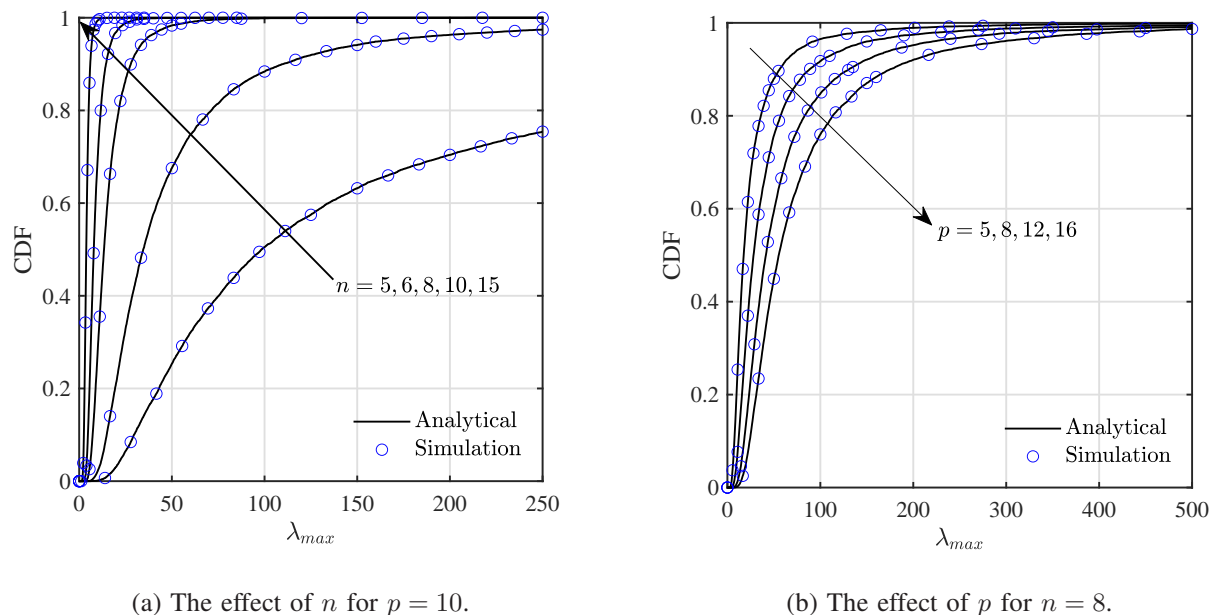 1
0.8
0.6
0.4
0.2
0
CDF
0 50 100 150 200 250
λmax
n = 5, 6, 8, 10, 15
Analytical
Simulation
(a) The effect of n for p = 10.
1
0.8
0.6
0.4
0.2
0
CDF
0 100 200 300 400 500
λmax
p = 5, 8, 12, 16
Analytical
Simulation
(b) The effect of p for n = 8.